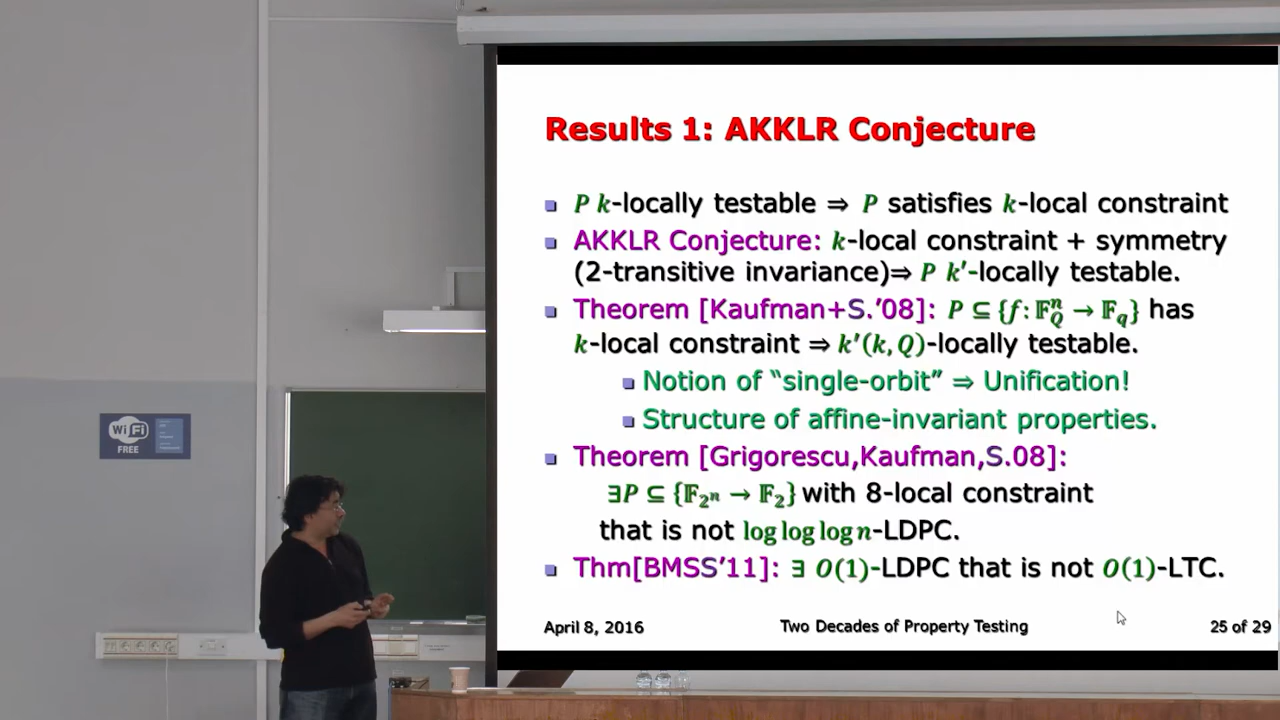 Results 1: AKKLR Conjecture
P k-locally testable ⇒ P satisfies k-local constraint
AKKLR Conjecture: k-local constraint + symmetry
(2-transitive invariance)⇒ P k′-locally testable.
Theorem [Kaufman+S.’08]: P ⊆ {f: 𝔽_Q^n → 𝔽_q} has
k-local constraint ⇒ k′(k, Q)-locally testable.
Notion of “single-orbit” ⇒ Unification!
Structure of affine-invariant properties.
Theorem [Grigorescu,Kaufman,S.08]:
∃P ⊆ {𝔽_{2^n} → 𝔽_2} with 8-local constraint
that is not log log log n-LDPC.
Thm[BMSS’11]: ∃ O(1)-LDPC that is not O(1)-LTC.
April 8, 2016
Two Decades of Property Testing
25 of 29
WiFi
FREE